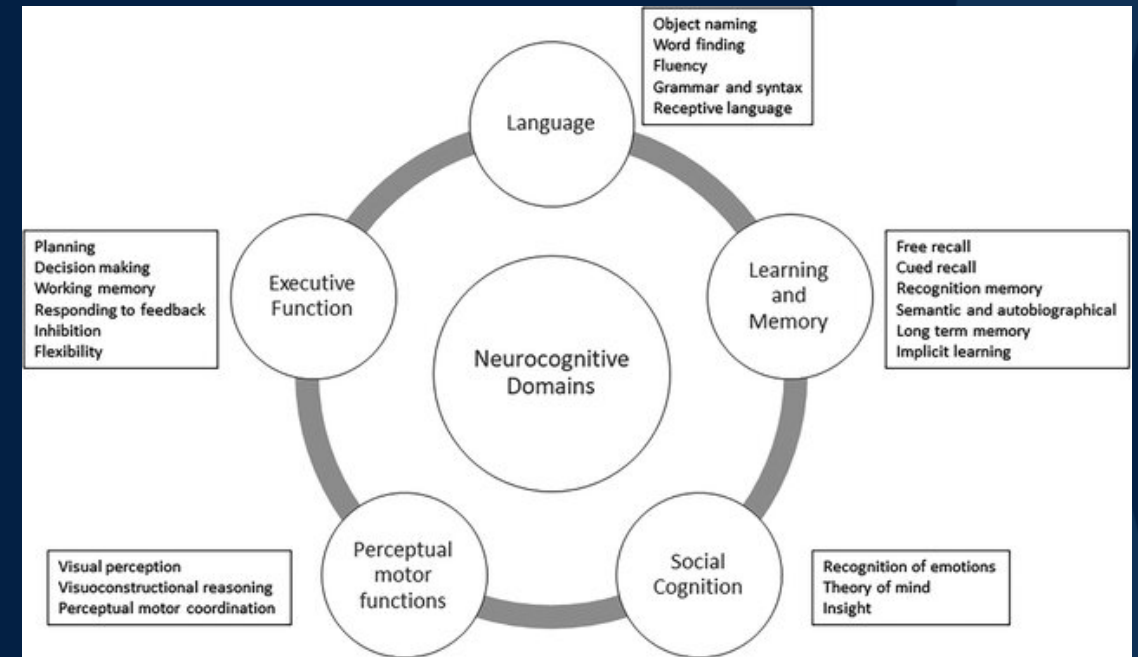 Object naming
Word finding
Fluency
Grammar and syntax
Receptive language
Language
Planning
Decision making
Working memory
Responding to feedback
Inhibition
Flexibility
Executive
Function
Learning
and
Memory
Free recall
Cued recall
Recognition memory
Semantic and autobiographical
Long term memory
Implicit learning
Neurocognitive
Domains
Visual perception
Visuoconstructional reasoning
Perceptual motor coordination
Perceptual
motor
functions
Social
Cognition
Recognition of emotions
Theory of mind
Insight